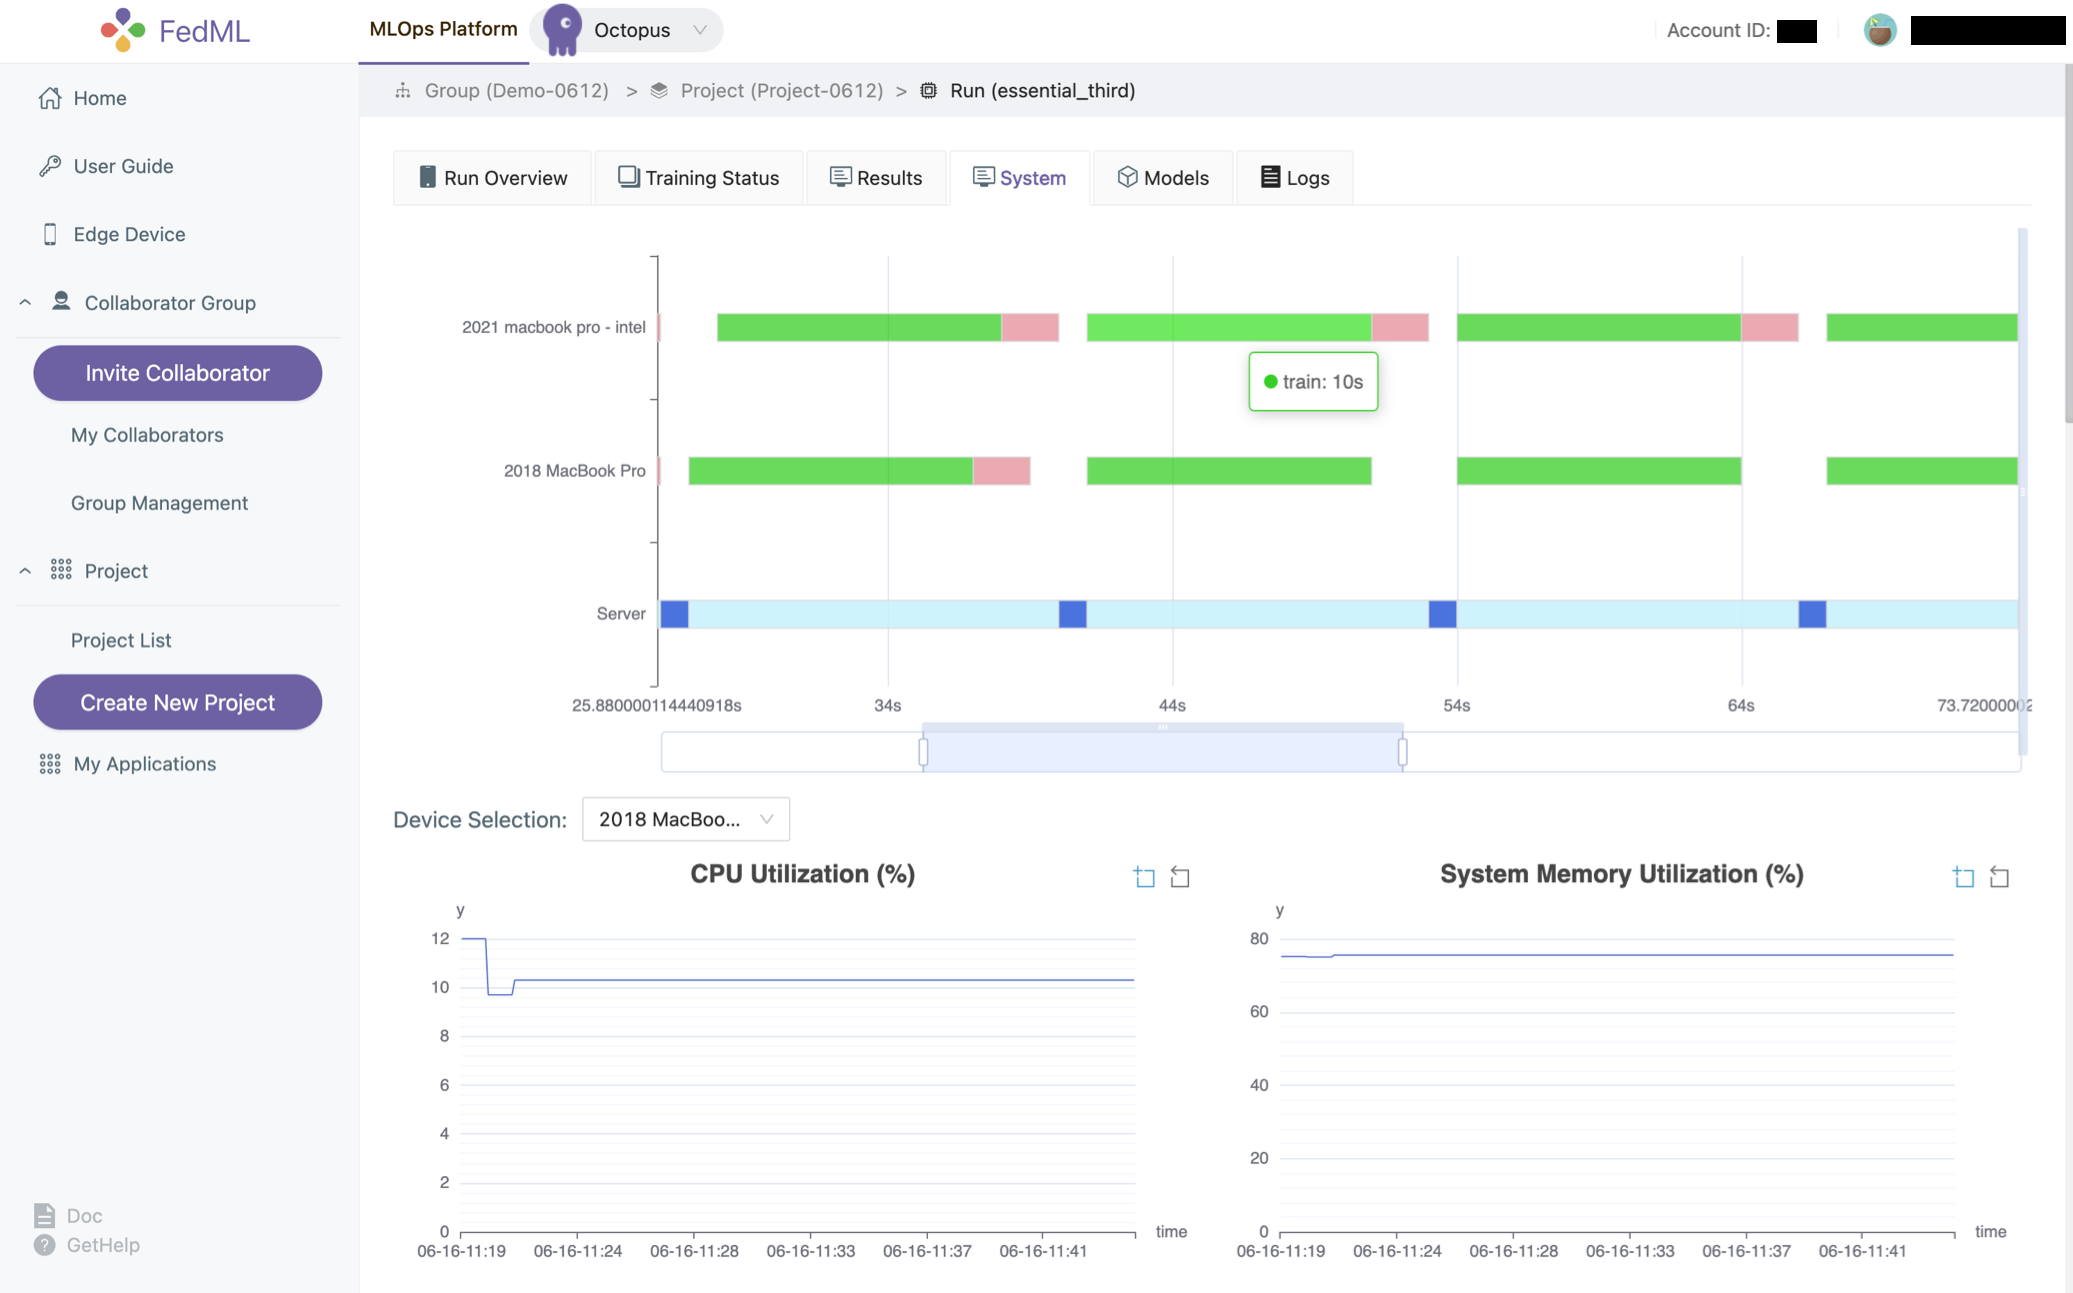 FedML
MLOps Platform
Octopus
Account ID:
Home
User Guide
Edge Device
Collaborator Group
Invite Collaborator
My Collaborators
Group Management
Project
Project List
Create New Project
My Applications
Doc
GetHelp
Group (Demo-0612) > Project (Project-0612) > Run (essential_third)
Run Overview
Training Status
Results
System
Models
Logs
2021 macbook pro - intel
train: 10s
2018 MacBook Pro
Server
25.880000114440918s 34s 44s 54s 64s 73.72000002
Device Selection: 2018 MacBoo...
CPU Utilization (%)
y
12
10
8
6
4
2
0
time
06-16-11:19 06-16-11:24 06-16-11:28 06-16-11:33 06-16-11:37 06-16-11:41
System Memory Utilization (%)
y
80
60
40
20
0
time
06-16-11:19 06-16-11:24 06-16-11:28 06-16-11:33 06-16-11:37 06-16-11:41